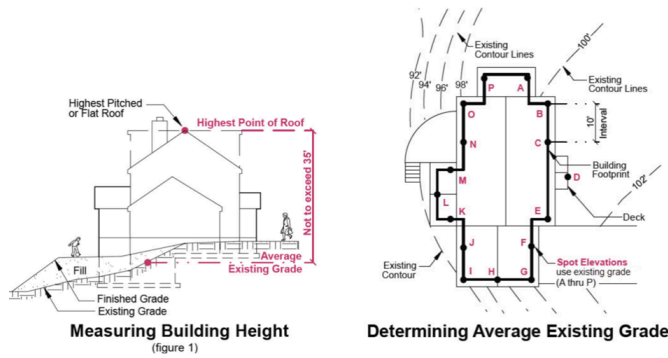 Highest Pitched
or Flat Roof
Highest Point of Roof
Not to exceed 35'
Average
Existing Grade
Fill
Finished Grade
Existing Grade
Measuring Building Height
(figure 1)
Existing
Contour Lines
100'
92'
94'
96'
98'
Existing
Contour Lines
P
A
O
B
10'
Interval
N
C
Building
Footprint
M
D
102'
L
K
E
Deck
J
F
Spot Elevations
use existing grade
(A thru P)
Existing
Contour
I
H
G
Determining Average Existing Grade